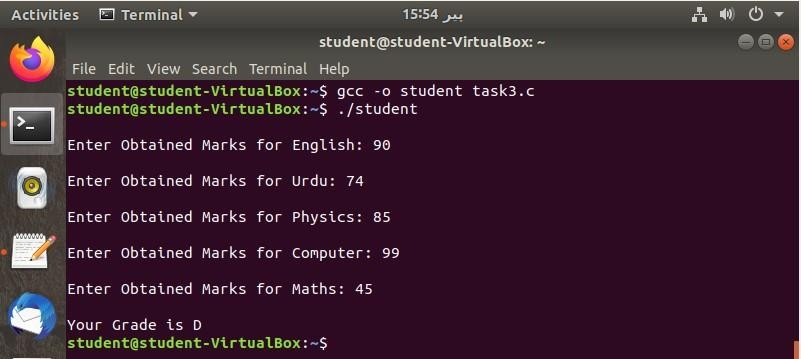 Activities Terminal 15:54 پیر
student@student-VirtualBox: ~
File Edit View Search Terminal Help
student@student-VirtualBox:~$ gcc -o student task3.c
student@student-VirtualBox:~$ ./student
Enter Obtained Marks for English: 90
Enter Obtained Marks for Urdu: 74
Enter Obtained Marks for Physics: 85
Enter Obtained Marks for Computer: 99
Enter Obtained Marks for Maths: 45
Your Grade is D
student@student-VirtualBox:~$